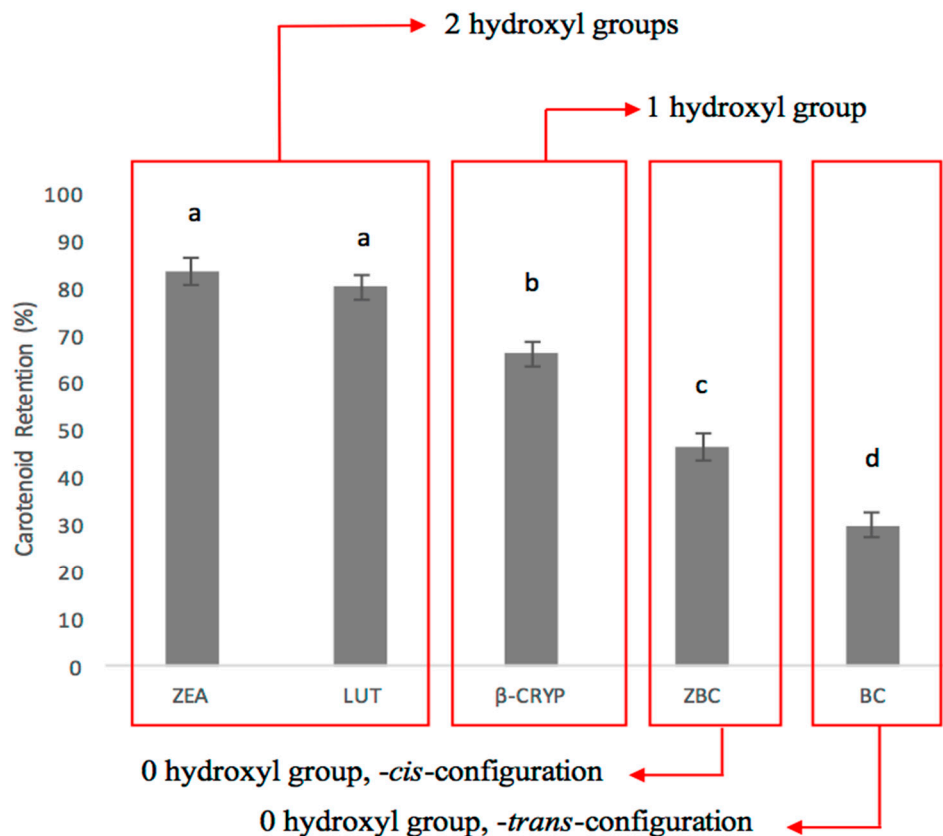 2 hydroxyl groups
1 hydroxyl group
Carotenoid Retention (%)
100
90
80
70
60
50
40
30
20
10
0
a
a
b
c
d
ZEA
LUT
β-CRYP
ZBC
BC
0 hydroxyl group, -cis-configuration
0 hydroxyl group, -trans-configuration